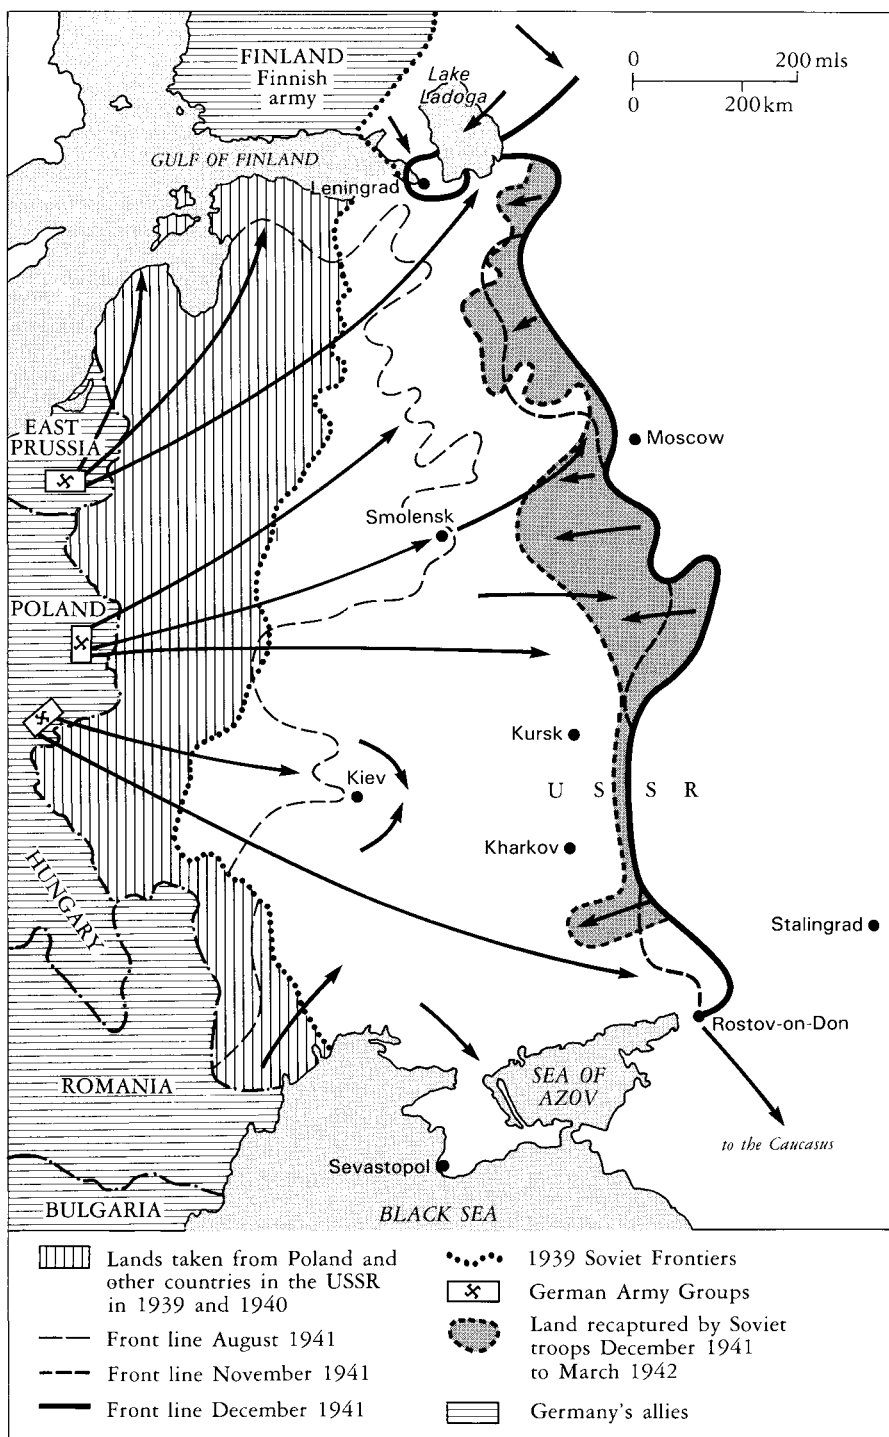 FINLAND
Finnish
army
Lake
Ladoga
0 200 mls
0 200 km
GULF OF FINLAND
Leningrad
EAST
PRUSSIA
Moscow
Smolensk
POLAND
Kursk
Kiev
U S S R
Kharkov
HUNGARY
Stalingrad
Rostov-on-Don
ROMANIA
SEA OF
AZOV
to the Caucasus
Sevastopol
BULGARIA
BLACK SEA
Lands taken from Poland and
other countries in the USSR
in 1939 and 1940
Front line August 1941
Front line November 1941
Front line December 1941
1939 Soviet Frontiers
German Army Groups
Land recaptured by Soviet
troops December 1941
to March 1942
Germany's allies